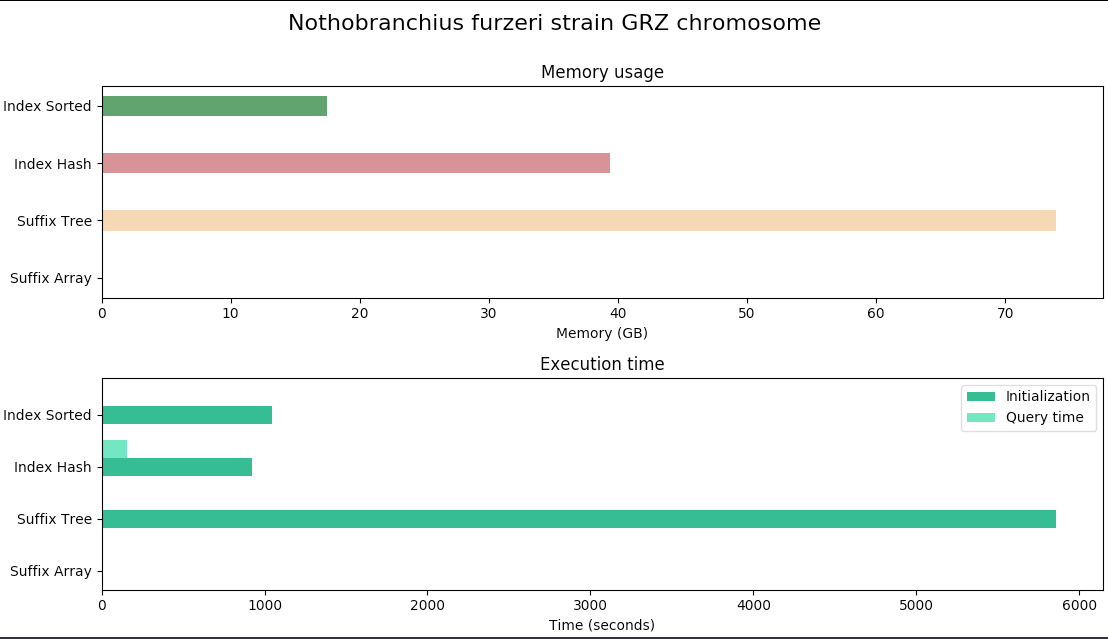 Nothobranchius furzeri strain GRZ chromosome
Memory usage
Index Sorted
Index Hash
Suffix Tree
Suffix Array
0 10 20 30 40 50 60 70
Memory (GB)
Execution time
Initialization
Query time
Index Sorted
Index Hash
Suffix Tree
Suffix Array
0 1000 2000 3000 4000 5000 6000
Time (seconds)